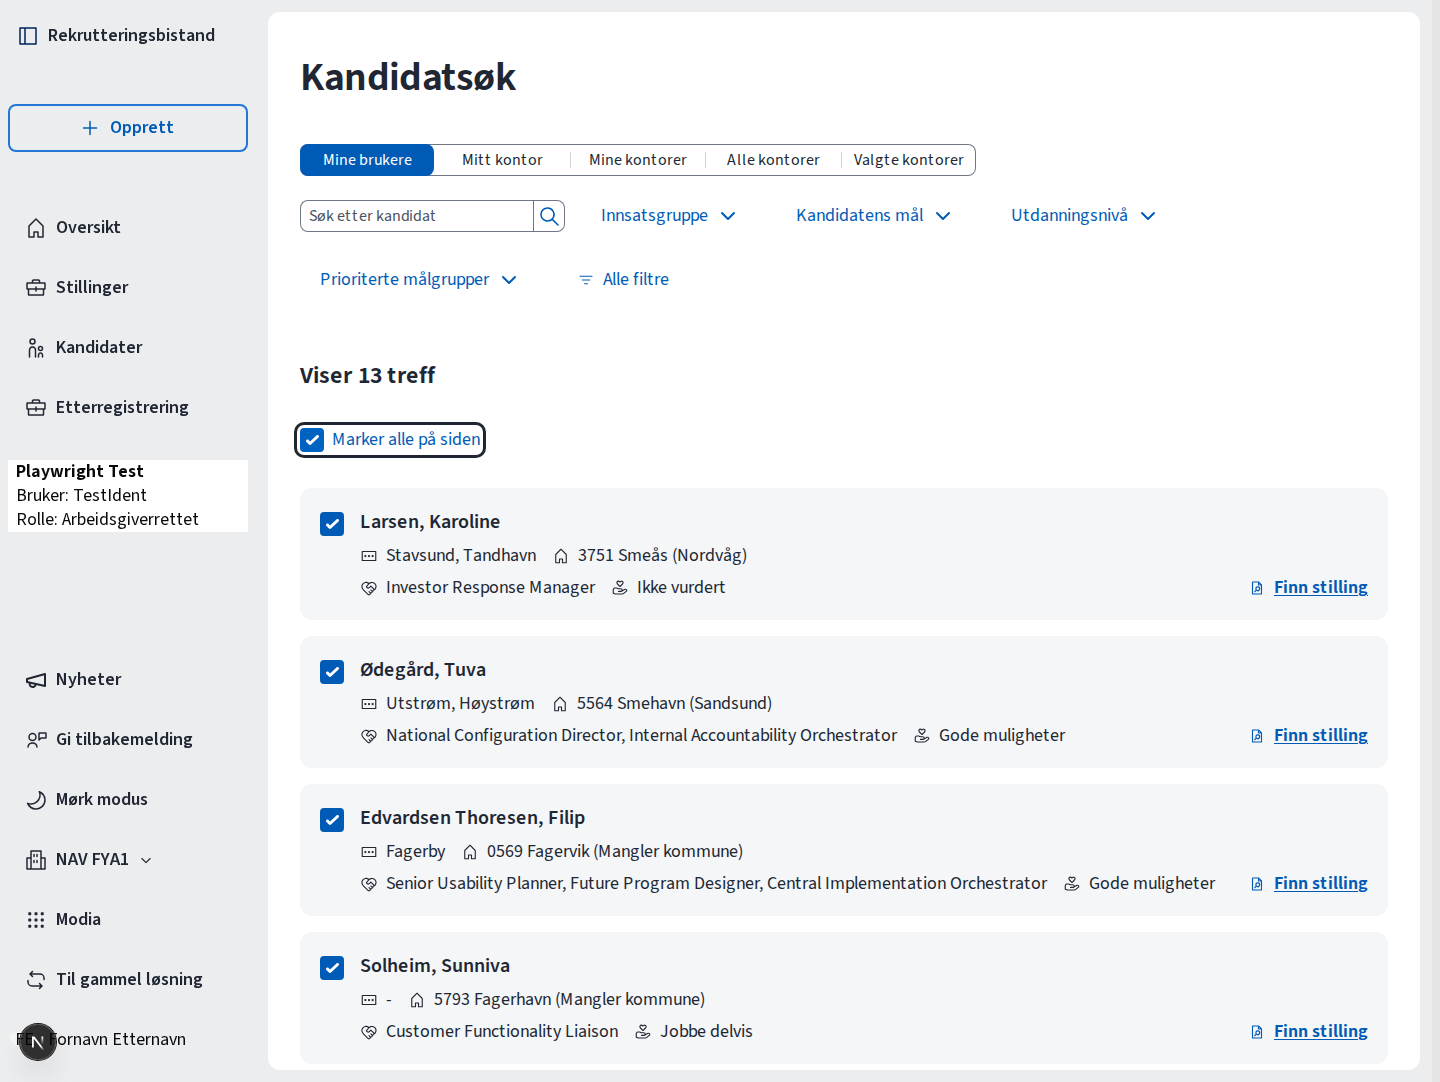 Rekrutteringsbistand
Opprett
Oversikt
Stillinger
Kandidater
Etterregistrering
Playwright Test
Bruker: TestIdent
Rolle: Arbeidsgiverrettet
Nyheter
Gi tilbakemelding
Mørk modus
NAV FYA1
Modia
Til gammel løsning
Fornavn Etternavn
N
Kandidatsøk
Mine brukere Mitt kontor Mine kontorer Alle kontorer Valgte kontorer
Søk etter kandidat Innsatsgruppe Kandidatens mål Utdanningsnivå
Prioriterte målgrupper Alle filtre
Viser 13 treff
Marker alle på siden
Larsen, Karoline
Stavsund, Tandhavn 3751 Smeås (Nordvåg)
Investor Response Manager Ikke vurdert Finn stilling
Ødegård, Tuva
Utstrøm, Høystrøm 5564 Smehavn (Sandsund)
National Configuration Director, Internal Accountability Orchestrator Gode muligheter Finn stilling
Edvardsen Thoresen, Filip
Fagerby 0569 Fagervik (Mangler kommune)
Senior Usability Planner, Future Program Designer, Central Implementation Orchestrator Gode muligheter Finn stilling
Solheim, Sunniva
- 5793 Fagerhavn (Mangler kommune)
Customer Functionality Liaison Jobbe delvis Finn stilling